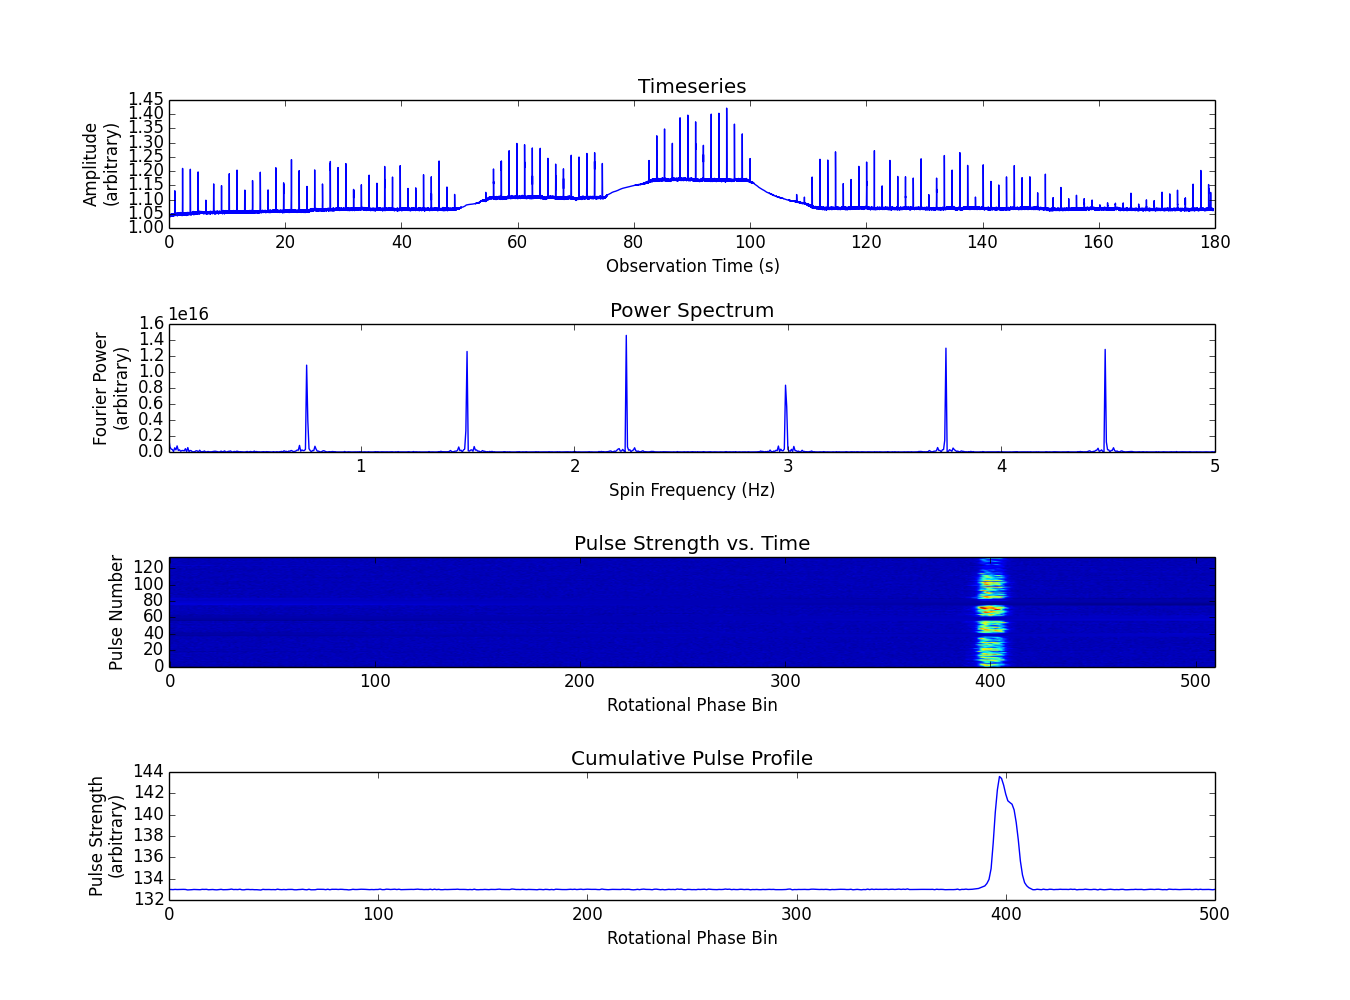 Timeseries
Amplitude
(arbitrary)
1.45
1.40
1.35
1.30
1.25
1.20
1.15
1.10
1.05
1.00
0 20 40 60 80 100 120 140 160 180
Observation Time (s)
Power Spectrum
1e16
Fourier Power
(arbitrary)
1.6
1.4
1.2
1.0
0.8
0.6
0.4
0.2
0.0
1 2 3 4 5
Spin Frequency (Hz)
Pulse Strength vs. Time
Pulse Number
120
100
80
60
40
20
0
0 100 200 300 400 500
Rotational Phase Bin
Cumulative Pulse Profile
Pulse Strength
(arbitrary)
144
142
140
138
136
134
132
0 100 200 300 400 500
Rotational Phase Bin